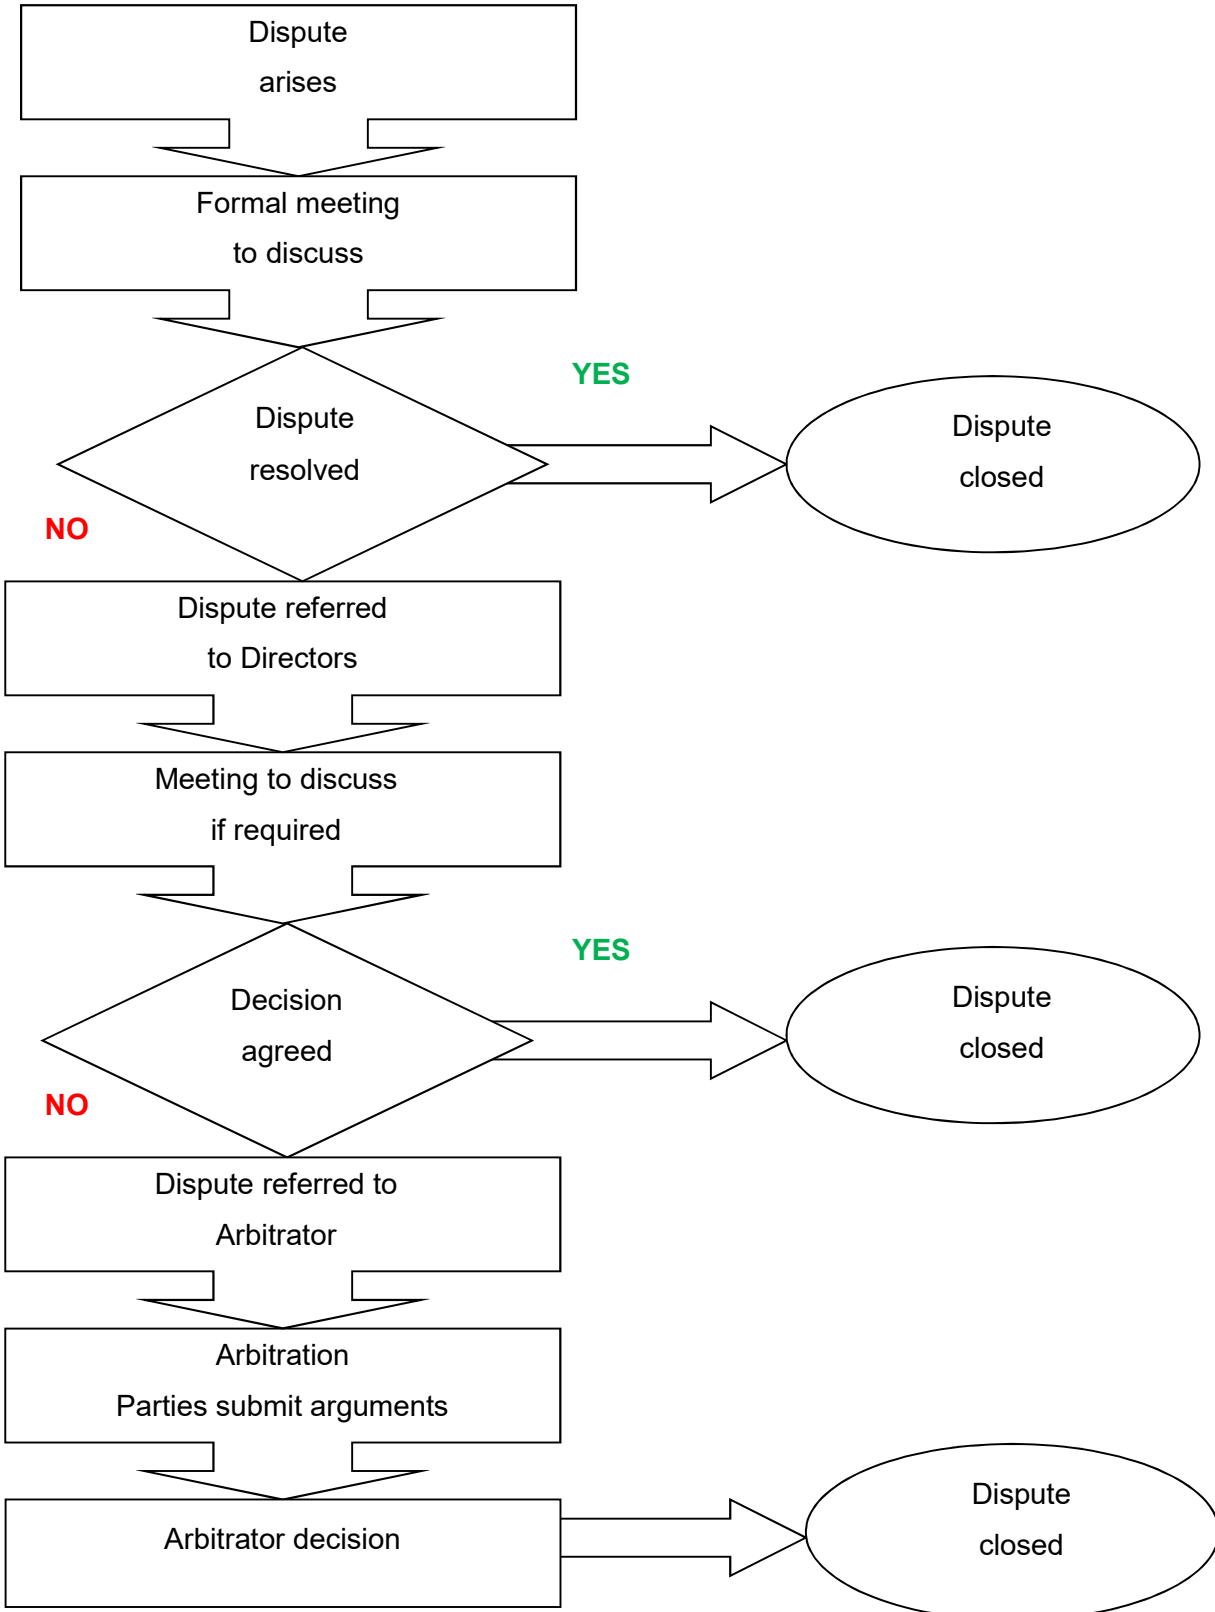 Dispute
arises
Formal meeting
to discuss
YES
Dispute
resolved
Dispute
closed
NO
Dispute referred
to Directors
Meeting to discuss
if required
YES
Decision
agreed
Dispute
closed
NO
Dispute referred to
Arbitrator
Arbitration
Parties submit arguments
Arbitrator decision
Dispute
closed